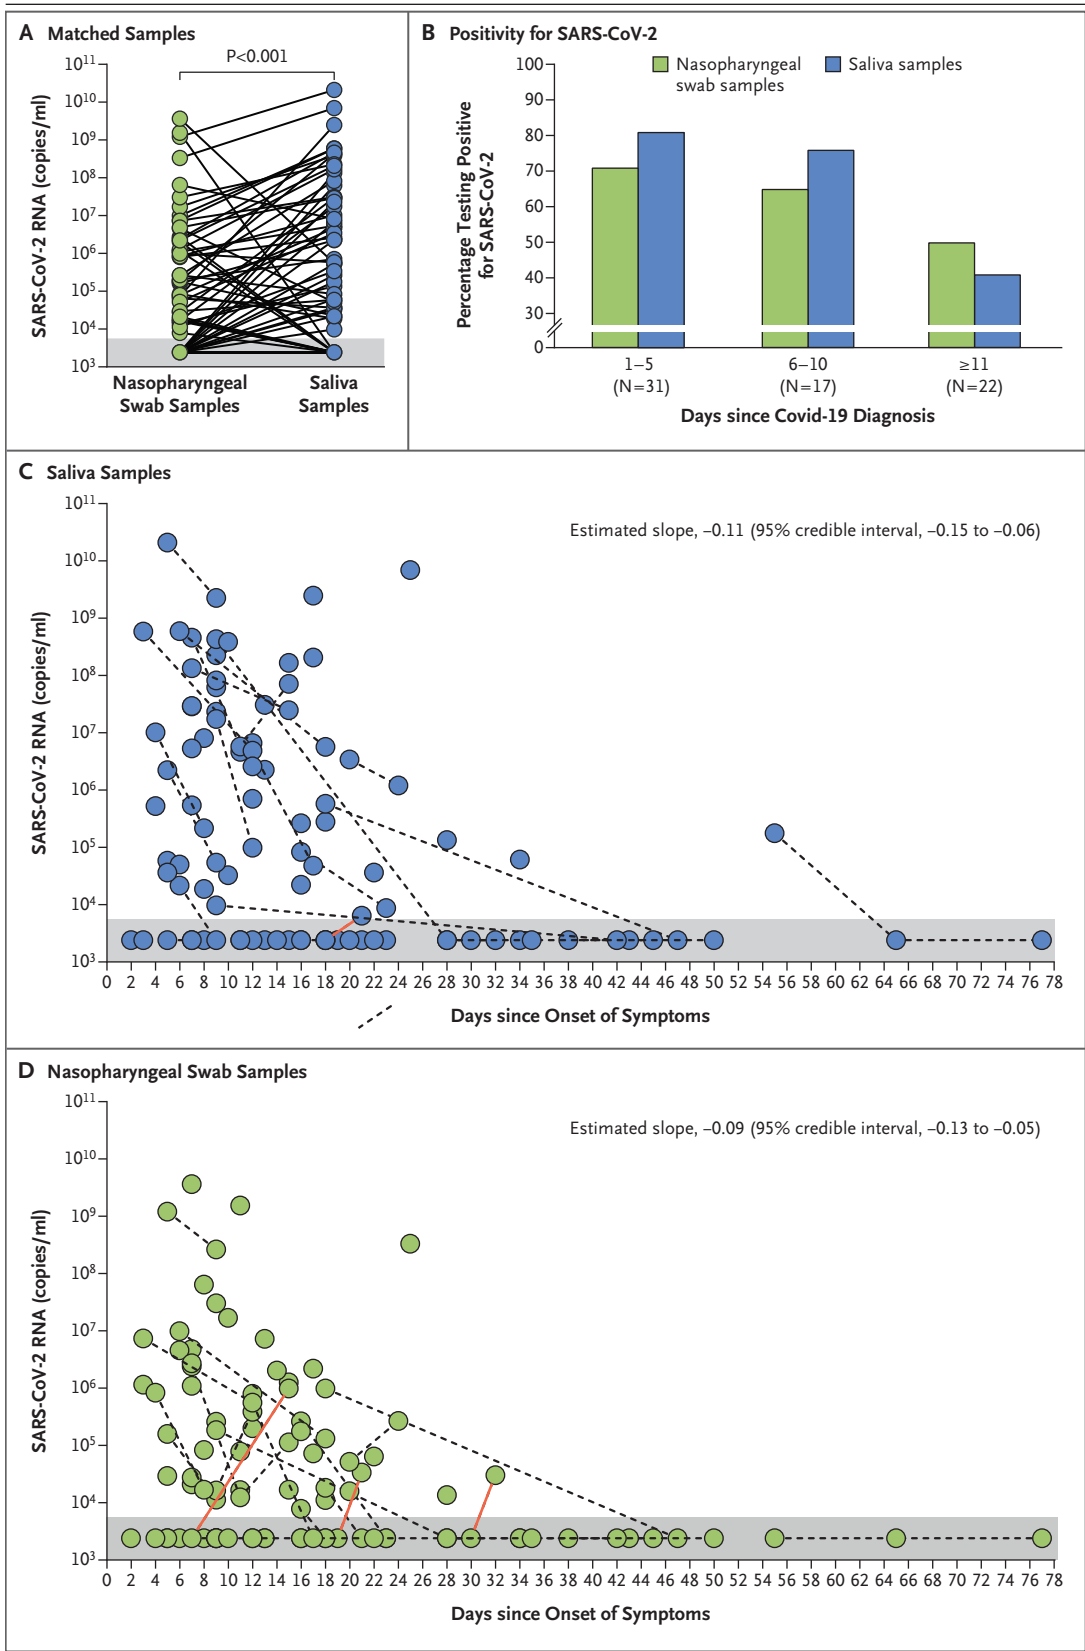 A Matched Samples
P<0.001
10¹¹
10¹⁰
10⁹
10⁸
10⁷
10⁶
10⁵
10⁴
10³
SARS-CoV-2 RNA (copies/ml)
Nasopharyngeal
Swab Samples
Saliva
Samples
B Positivity for SARS-CoV-2
Nasopharyngeal
swab samples
Saliva samples
100
90
80
70
60
50
40
30
0
Percentage Testing Positive
for SARS-CoV-2
1–5
(N=31)
6–10
(N=17)
≥11
(N=22)
Days since Covid-19 Diagnosis
C Saliva Samples
Estimated slope, –0.11 (95% credible interval, –0.15 to –0.06)
10¹¹
10¹⁰
10⁹
10⁸
10⁷
10⁶
10⁵
10⁴
10³
SARS-CoV-2 RNA (copies/ml)
0 2 4 6 8 10 12 14 16 18 20 22 24 26 28 30 32 34 36 38 40 42 44 46 48 50 52 54 56 58 60 62 64 66 68 70 72 74 76 78
Days since Onset of Symptoms
D Nasopharyngeal Swab Samples
Estimated slope, –0.09 (95% credible interval, –0.13 to –0.05)
10¹¹
10¹⁰
10⁹
10⁸
10⁷
10⁶
10⁵
10⁴
10³
SARS-CoV-2 RNA (copies/ml)
0 2 4 6 8 10 12 14 16 18 20 22 24 26 28 30 32 34 36 38 40 42 44 46 48 50 52 54 56 58 60 62 64 66 68 70 72 74 76 78
Days since Onset of Symptoms